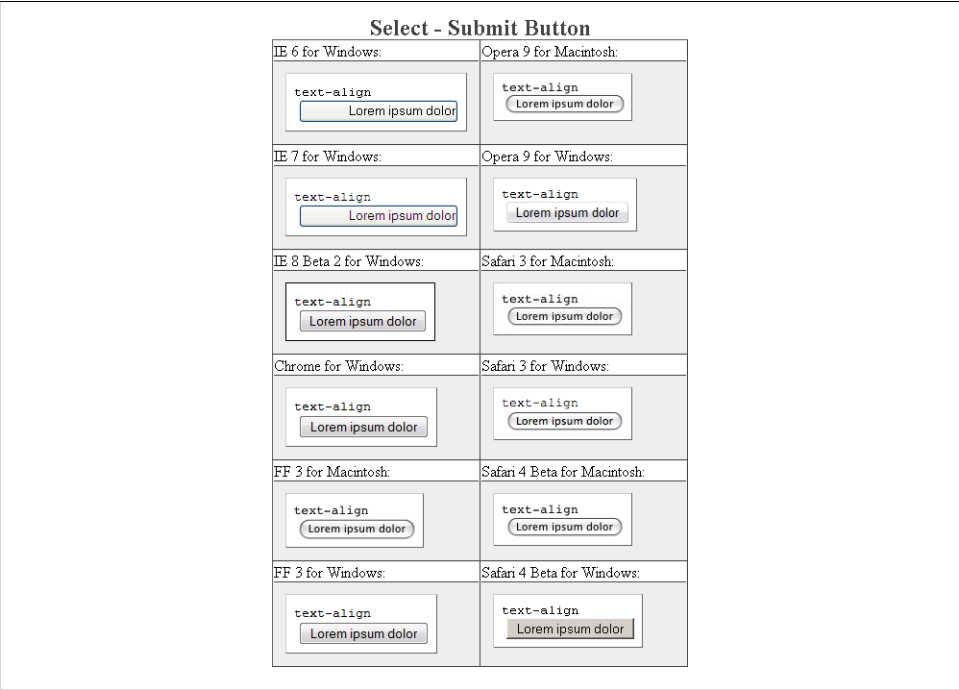 Select - Submit Button
IE 6 for Windows:
text-align
Lorem ipsum dolor
Opera 9 for Macintosh:
text-align
Lorem ipsum dolor
IE 7 for Windows:
text-align
Lorem ipsum dolor
Opera 9 for Windows:
text-align
Lorem ipsum dolor
IE 8 Beta 2 for Windows:
text-align
Lorem ipsum dolor
Safari 3 for Macintosh:
text-align
Lorem ipsum dolor
Chrome for Windows:
text-align
Lorem ipsum dolor
Safari 3 for Windows:
text-align
Lorem ipsum dolor
FF 3 for Macintosh:
text-align
Lorem ipsum dolor
Safari 4 Beta for Macintosh:
text-align
Lorem ipsum dolor
FF 3 for Windows:
text-align
Lorem ipsum dolor
Safari 4 Beta for Windows:
text-align
Lorem ipsum dolor